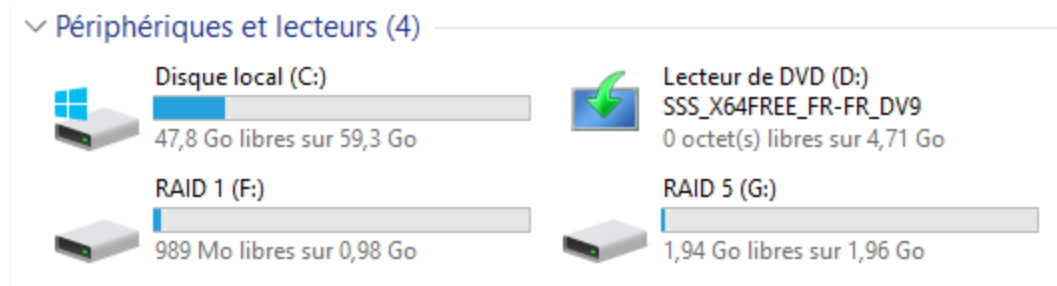 Périphériques et lecteurs (4)
Disque local (C:)
47,8 Go libres sur 59,3 Go
Lecteur de DVD (D:)
SSS_X64FREE_FR-FR_DV9
0 octet(s) libres sur 4,71 Go
RAID 1 (F:)
989 Mo libres sur 0,98 Go
RAID 5 (G:)
1,94 Go libres sur 1,96 Go